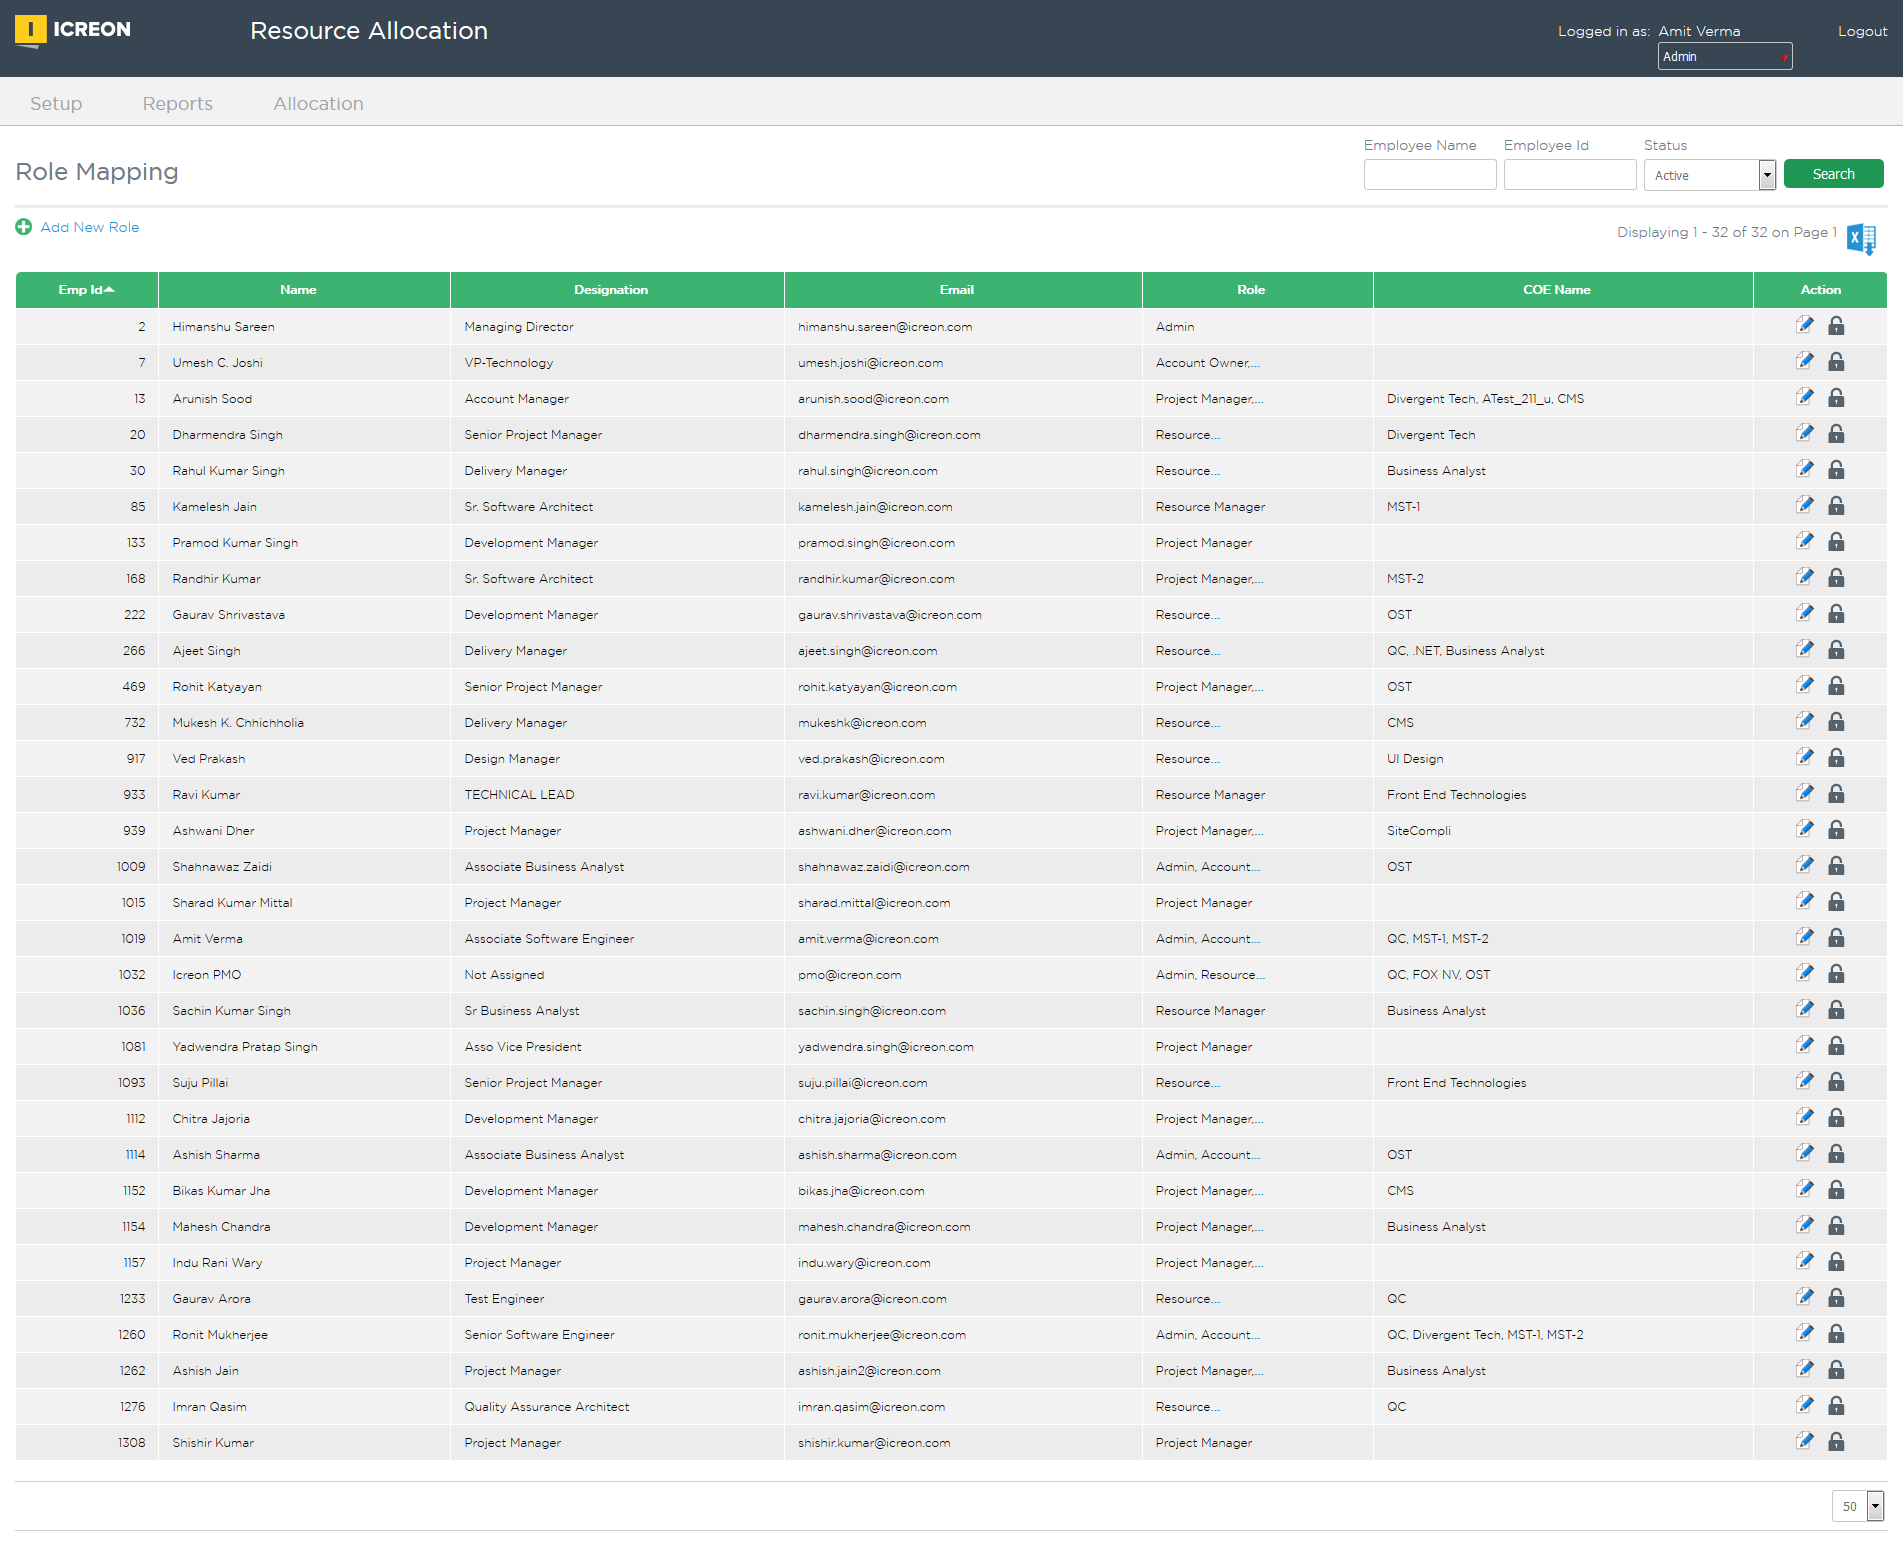 ICREON
Resource Allocation
Logged in as: Amit Verma
Logout
Admin
Setup Reports Allocation
Role Mapping
Employee Name Employee Id Status
Active Search
Add New Role
Displaying 1 - 32 of 32 on Page 1
Emp Id Name Designation Email Role COE Name Action
2 Himanshu Sareen Managing Director himanshu.sareen@icreon.com Admin
7 Umesh C. Joshi VP-Technology umesh.joshi@icreon.com Account Owner,...
13 Arunish Sood Account Manager arunish.sood@icreon.com Project Manager,... Divergent Tech, ATest_211_u, CMS
20 Dharmendra Singh Senior Project Manager dharmendra.singh@icreon.com Resource... Divergent Tech
30 Rahul Kumar Singh Delivery Manager rahul.singh@icreon.com Resource... Business Analyst
85 Kamelesh Jain Sr. Software Architect kamelesh.jain@icreon.com Resource Manager MST-1
133 Pramod Kumar Singh Development Manager pramod.singh@icreon.com Project Manager
168 Randhir Kumar Sr. Software Architect randhir.kumar@icreon.com Project Manager,... MST-2
222 Gaurav Shrivastava Development Manager gaurav.shrivastava@icreon.com Resource... OST
266 Ajeet Singh Delivery Manager ajeet.singh@icreon.com Resource... QC, .NET, Business Analyst
469 Rohit Katyayan Senior Project Manager rohit.katyayan@icreon.com Project Manager,... OST
732 Mukesh K. Chhichholia Delivery Manager mukeshk@icreon.com Resource... CMS
917 Ved Prakash Design Manager ved.prakash@icreon.com Resource... UI Design
933 Ravi Kumar TECHNICAL LEAD ravi.kumar@icreon.com Resource Manager Front End Technologies
939 Ashwani Dher Project Manager ashwani.dher@icreon.com Project Manager,... SiteCompli
1009 Shahnawaz Zaidi Associate Business Analyst shahnawaz.zaidi@icreon.com Admin, Account... OST
1015 Sharad Kumar Mittal Project Manager sharad.mittal@icreon.com Project Manager
1019 Amit Verma Associate Software Engineer amit.verma@icreon.com Admin, Account... QC, MST-1, MST-2
1032 Icreon PMO Not Assigned pmo@icreon.com Admin, Resource... QC, FOX NV, OST
1036 Sachin Kumar Singh Sr Business Analyst sachin.singh@icreon.com Resource Manager Business Analyst
1081 Yadwendra Pratap Singh Asso Vice President yadwendra.singh@icreon.com Project Manager
1093 Suju Pillai Senior Project Manager suju.pillai@icreon.com Resource... Front End Technologies
1112 Chitra Jajoria Development Manager chitra.jajoria@icreon.com Project Manager,...
1114 Ashish Sharma Associate Business Analyst ashish.sharma@icreon.com Admin, Account... OST
1152 Bikas Kumar Jha Development Manager bikas.jha@icreon.com Project Manager,... CMS
1154 Mahesh Chandra Development Manager mahesh.chandra@icreon.com Project Manager,... Business Analyst
1157 Indu Rani Wary Project Manager indu.wary@icreon.com Project Manager,...
1233 Gaurav Arora Test Engineer gaurav.arora@icreon.com Resource... QC
1260 Ronit Mukherjee Senior Software Engineer ronit.mukherjee@icreon.com Admin, Account... QC, Divergent Tech, MST-1, MST-2
1262 Ashish Jain Project Manager ashish.jain2@icreon.com Project Manager,... Business Analyst
1276 Imran Qasim Quality Assurance Architect imran.qasim@icreon.com Resource... QC
1308 Shishir Kumar Project Manager shishir.kumar@icreon.com Project Manager
50